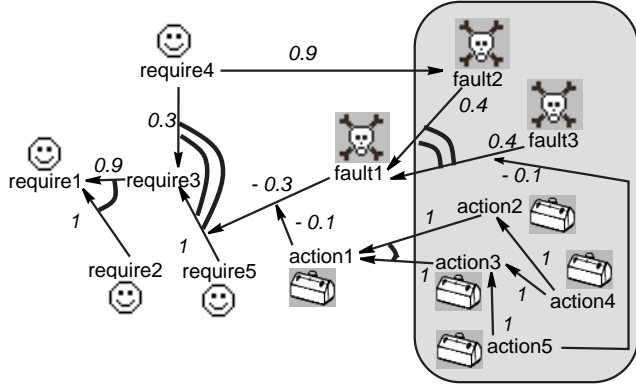 0.9
require4
fault2
0.4
0.3
fault3
0.4
require1
0.9
require3
fault1
- 0.3
- 0.1
1
- 0.1
1
action2
1
require2
require5
action1
action3
1
1
action4
1
action5